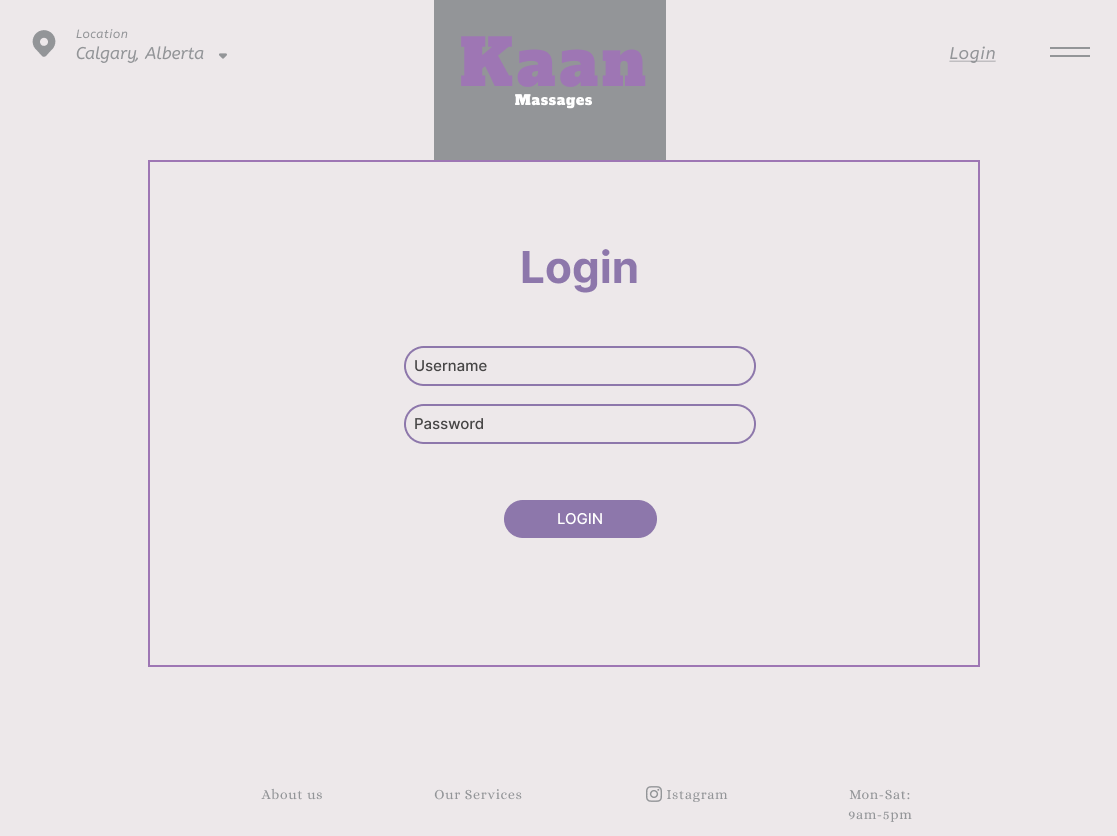 Location
Calgary, Alberta
Kaan
Massages
Login
Login
Username
Password
LOGIN
About us
Our Services
Istagram
Mon-Sat:
9am-5pm